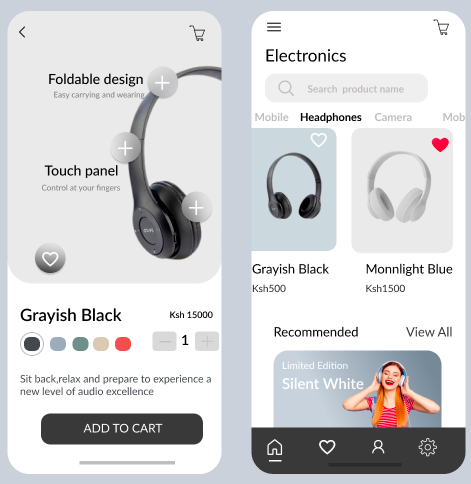 Foldable design
Easy carrying and wearing
Touch panel
Control at your fingers
Grayish Black
Ksh 15000
1
Sit back,relax and prepare to experience a
new level of audio excellence
ADD TO CART
Electronics
Search product name
Mobile Headphones Camera Mob
Grayish Black
Ksh500
Monnlight Blue
Ksh1500
Recommended
View All
Limited Edition
Silent White